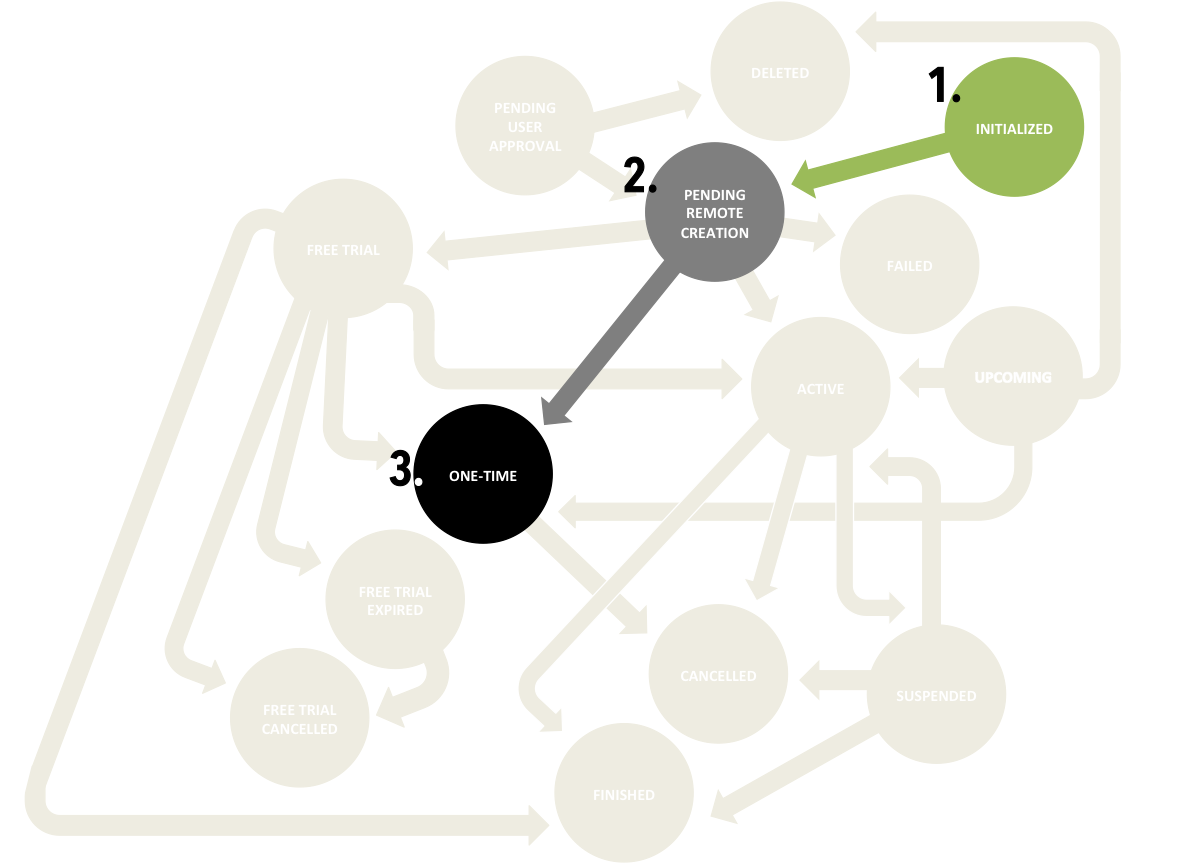 DELETED
1.
INITIALIZED
PENDING
USER
APPROVAL
2.
PENDING
REMOTE
CREATION
FREE TRIAL
FAILED
ACTIVE
UPCOMING
3.
ONE-TIME
FREE TRIAL
EXPIRED
CANCELLED
SUSPENDED
FREE TRIAL
CANCELLED
FINISHED